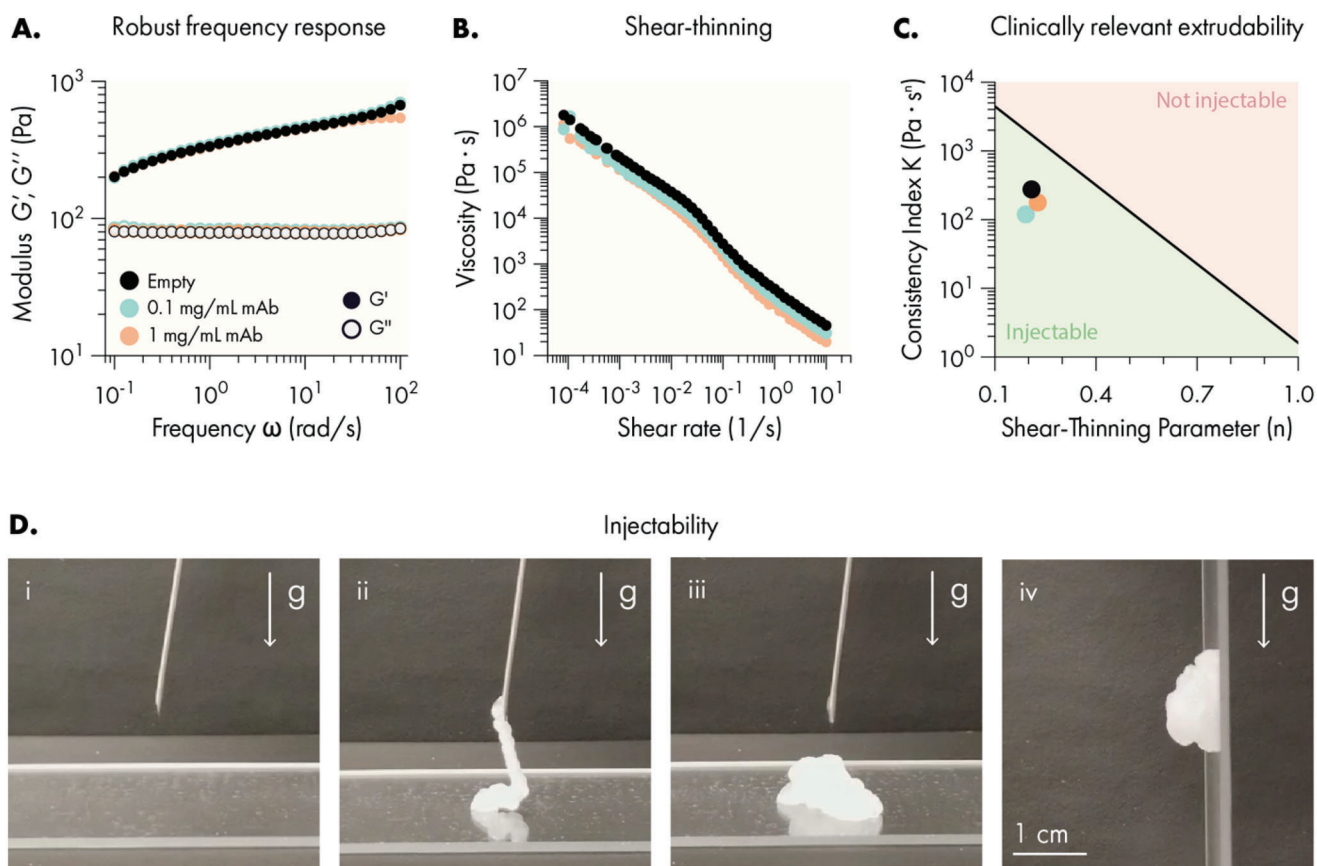 A. Robust frequency response
Modulus G′, G″ (Pa)
10³
10²
10¹
Empty
0.1 mg/mL mAb
1 mg/mL mAb
G'
G"
10⁻¹ 10⁰ 10¹ 10²
Frequency ω (rad/s)
B. Shear-thinning
Viscosity (Pa · s)
10⁷
10⁶
10⁵
10⁴
10³
10²
10¹
10⁻⁴ 10⁻³ 10⁻² 10⁻¹ 10⁰ 10¹
Shear rate (1/s)
C. Clinically relevant extrudability
Consistency Index K (Pa · sⁿ)
10⁴
10³
10²
10¹
10⁰
Not injectable
Injectable
0.1 0.4 0.7 1.0
Shear-Thinning Parameter (n)
D. Injectability
i g
ii g
iii g
iv g
1 cm